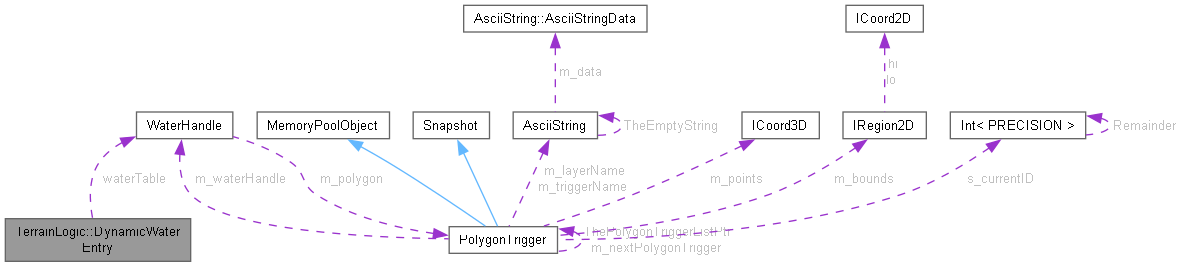 AsciiString::AsciiStringData
ICoord2D
m_data
hi
lo
WaterHandle
MemoryPoolObject
Snapshot
AsciiString
TheEmptyString
ICoord3D
IRegion2D
Int< PRECISION >
Remainder
waterTable
m_waterHandle
m_polygon
m_layerName
m_triggerName
m_points
m_bounds
s_currentID
TerrainLogic::DynamicWater
Entry
PolygonTrigger
ThePolygonTriggerListPtr
m_nextPolygonTrigger